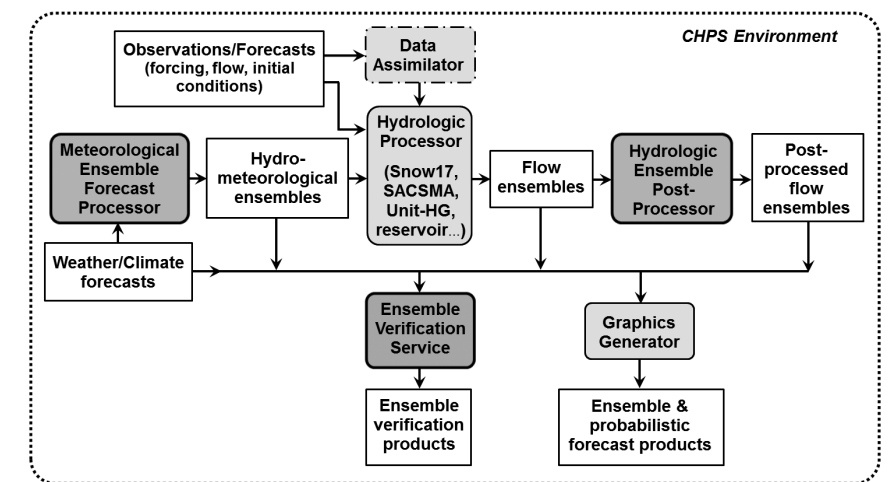 CHPS Environment
Observations/Forecasts
(forcing, flow, initial
conditions)
Data
Assimilator
Meteorological
Ensemble
Forecast
Processor
Hydro-
meteorological
ensembles
Hydrologic
Processor
(Snow17,
SACSMA,
Unit-HG,
reservoir...)
Flow
ensembles
Hydrologic
Ensemble
Post-
Processor
Post-
processed
flow
ensembles
Weather/Climate
forecasts
Ensemble
Verification
Service
Graphics
Generator
Ensemble
verification
products
Ensemble &
probabilistic
forecast products